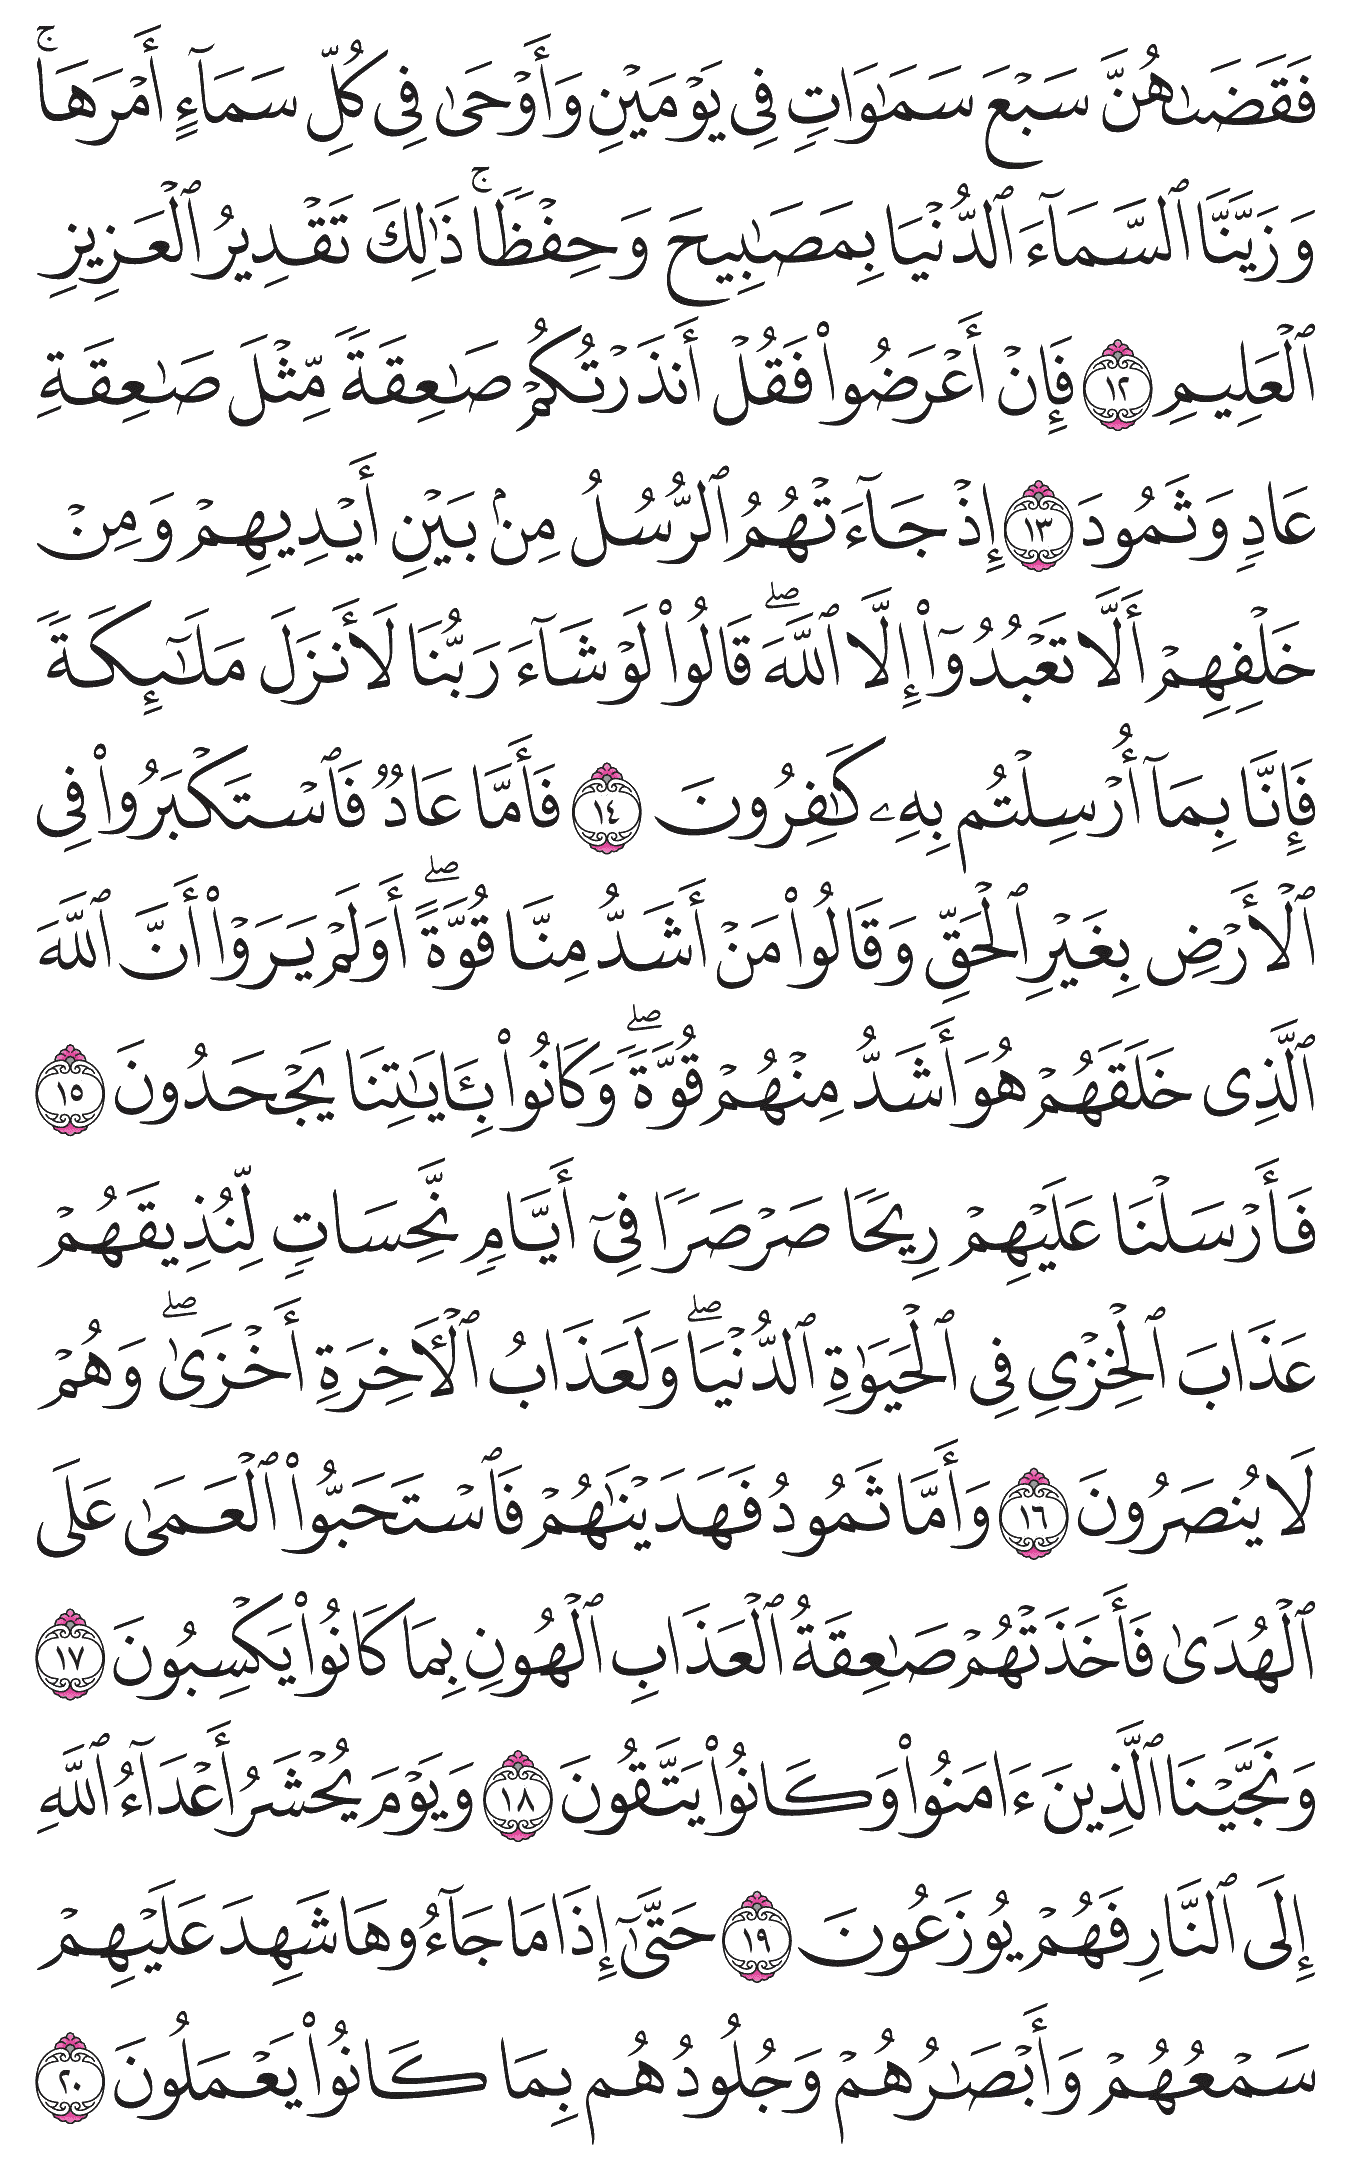 فَقَضَىٰهُنَّ سَبۡعَ سَمَٰوَاتٖ فِي يَوۡمَيۡنِ وَأَوۡحَىٰ فِي كُلِّ سَمَآءٍ أَمۡرَهَاۚ
وَزَيَّنَّا ٱلسَّمَآءَ ٱلدُّنۡيَا بِمَصَٰبِيحَ وَحِفۡظٗاۚ ذَٰلِكَ تَقۡدِيرُ ٱلۡعَزِيزِ
ٱلۡعَلِيمِ ١٢ فَإِنۡ أَعۡرَضُواْ فَقُلۡ أَنذَرۡتُكُمۡ صَٰعِقَةٗ مِّثۡلَ صَٰعِقَةِ
عَادٖ وَثَمُودَ ١٣ إِذۡ جَآءَتۡهُمُ ٱلرُّسُلُ مِنۢ بَيۡنِ أَيۡدِيهِمۡ وَمِنۡ
خَلۡفِهِمۡ أَلَّا تَعۡبُدُوٓاْ إِلَّا ٱللَّهَۖ قَالُواْ لَوۡ شَآءَ رَبُّنَا لَأَنزَلَ مَلَٰٓئِكَةٗ
فَإِنَّا بِمَآ أُرۡسِلۡتُم بِهِۦ كَٰفِرُونَ ١٤ فَأَمَّا عَادٞ فَٱسۡتَكۡبَرُواْ فِي
ٱلۡأَرۡضِ بِغَيۡرِ ٱلۡحَقِّ وَقَالُواْ مَنۡ أَشَدُّ مِنَّا قُوَّةًۖ أَوَلَمۡ يَرَوۡاْ أَنَّ ٱللَّهَ
ٱلَّذِي خَلَقَهُمۡ هُوَ أَشَدُّ مِنۡهُمۡ قُوَّةٗۖ وَكَانُواْ بِـَٔايَٰتِنَا يَجۡحَدُونَ ١٥
فَأَرۡسَلۡنَا عَلَيۡهِمۡ رِيحٗا صَرۡصَرٗا فِيٓ أَيَّامٖ نَّحِسَاتٖ لِّنُذِيقَهُمۡ
عَذَابَ ٱلۡخِزۡيِ فِي ٱلۡحَيَوٰةِ ٱلدُّنۡيَاۖ وَلَعَذَابُ ٱلۡأٓخِرَةِ أَخۡزَىٰۖ وَهُمۡ
لَا يُنصَرُونَ ١٦ وَأَمَّا ثَمُودُ فَهَدَيۡنَٰهُمۡ فَٱسۡتَحَبُّواْ ٱلۡعَمَىٰ عَلَى
ٱلۡهُدَىٰ فَأَخَذَتۡهُمۡ صَٰعِقَةُ ٱلۡعَذَابِ ٱلۡهُونِ بِمَا كَانُواْ يَكۡسِبُونَ ١٧
وَنَجَّيۡنَا ٱلَّذِينَ ءَامَنُواْ وَكَانُواْ يَتَّقُونَ ١٨ وَيَوۡمَ يُحۡشَرُ أَعۡدَآءُ ٱللَّهِ
إِلَى ٱلنَّارِ فَهُمۡ يُوزَعُونَ ١٩ حَتَّىٰٓ إِذَا مَا جَآءُوهَا شَهِدَ عَلَيۡهِمۡ
سَمۡعُهُمۡ وَأَبۡصَٰرُهُمۡ وَجُلُودُهُم بِمَا كَانُواْ يَعۡمَلُونَ ٢٠